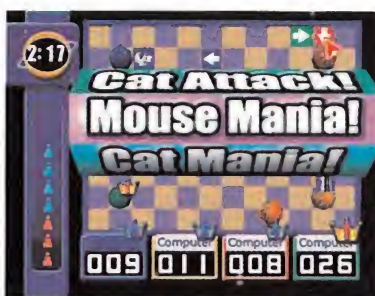 2:17
Cat Attack!
Mouse Mania!
Cat Mania!
Computer Computer Computer
009 011 008 026